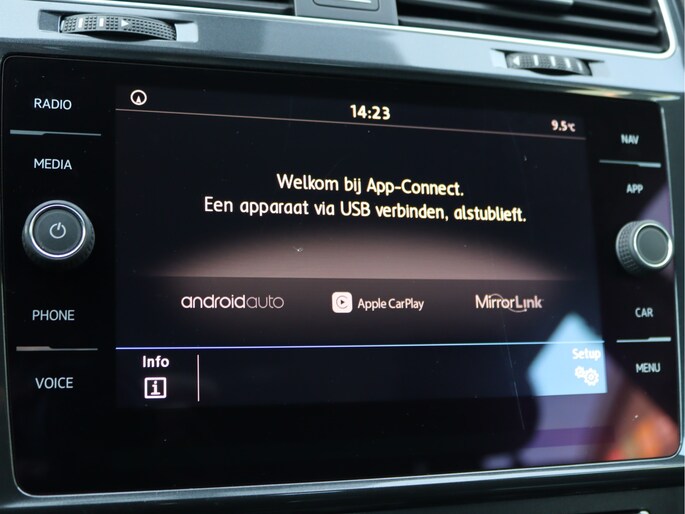 RADIO
MEDIA
PHONE
VOICE
14:23
9.5°C
Welkom bij App-Connect.
Een apparaat via USB verbinden, alstublieft.
androidauto
Apple CarPlay
MirrorLink
Info
i
Setup
NAV
APP
CAR
MENU